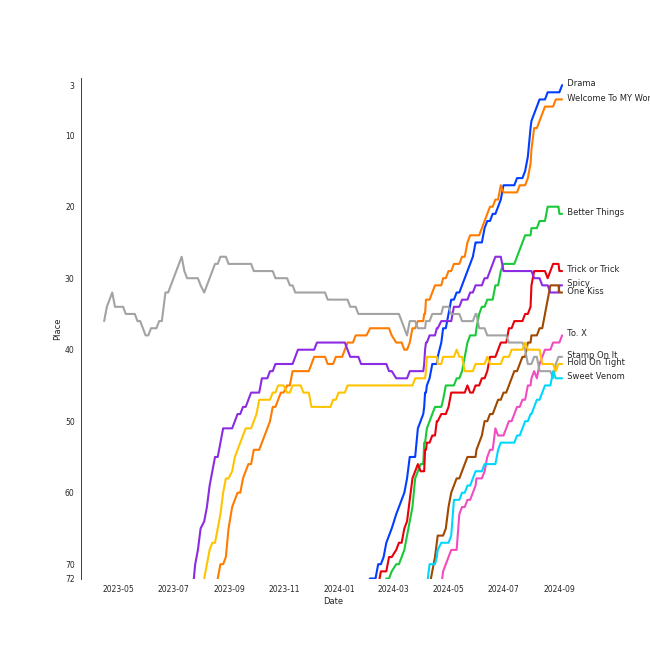 3
10
20
30
40
50
60
70
72
Place
2023-05
2023-07
2023-09
2023-11
2024-01
2024-03
2024-05
2024-07
2024-09
Date
Drama
Welcome To MY Wor
Better Things
Trick or Trick
Spicy
One Kiss
To. X
Stamp On It
Hold On Tight
Sweet Venom